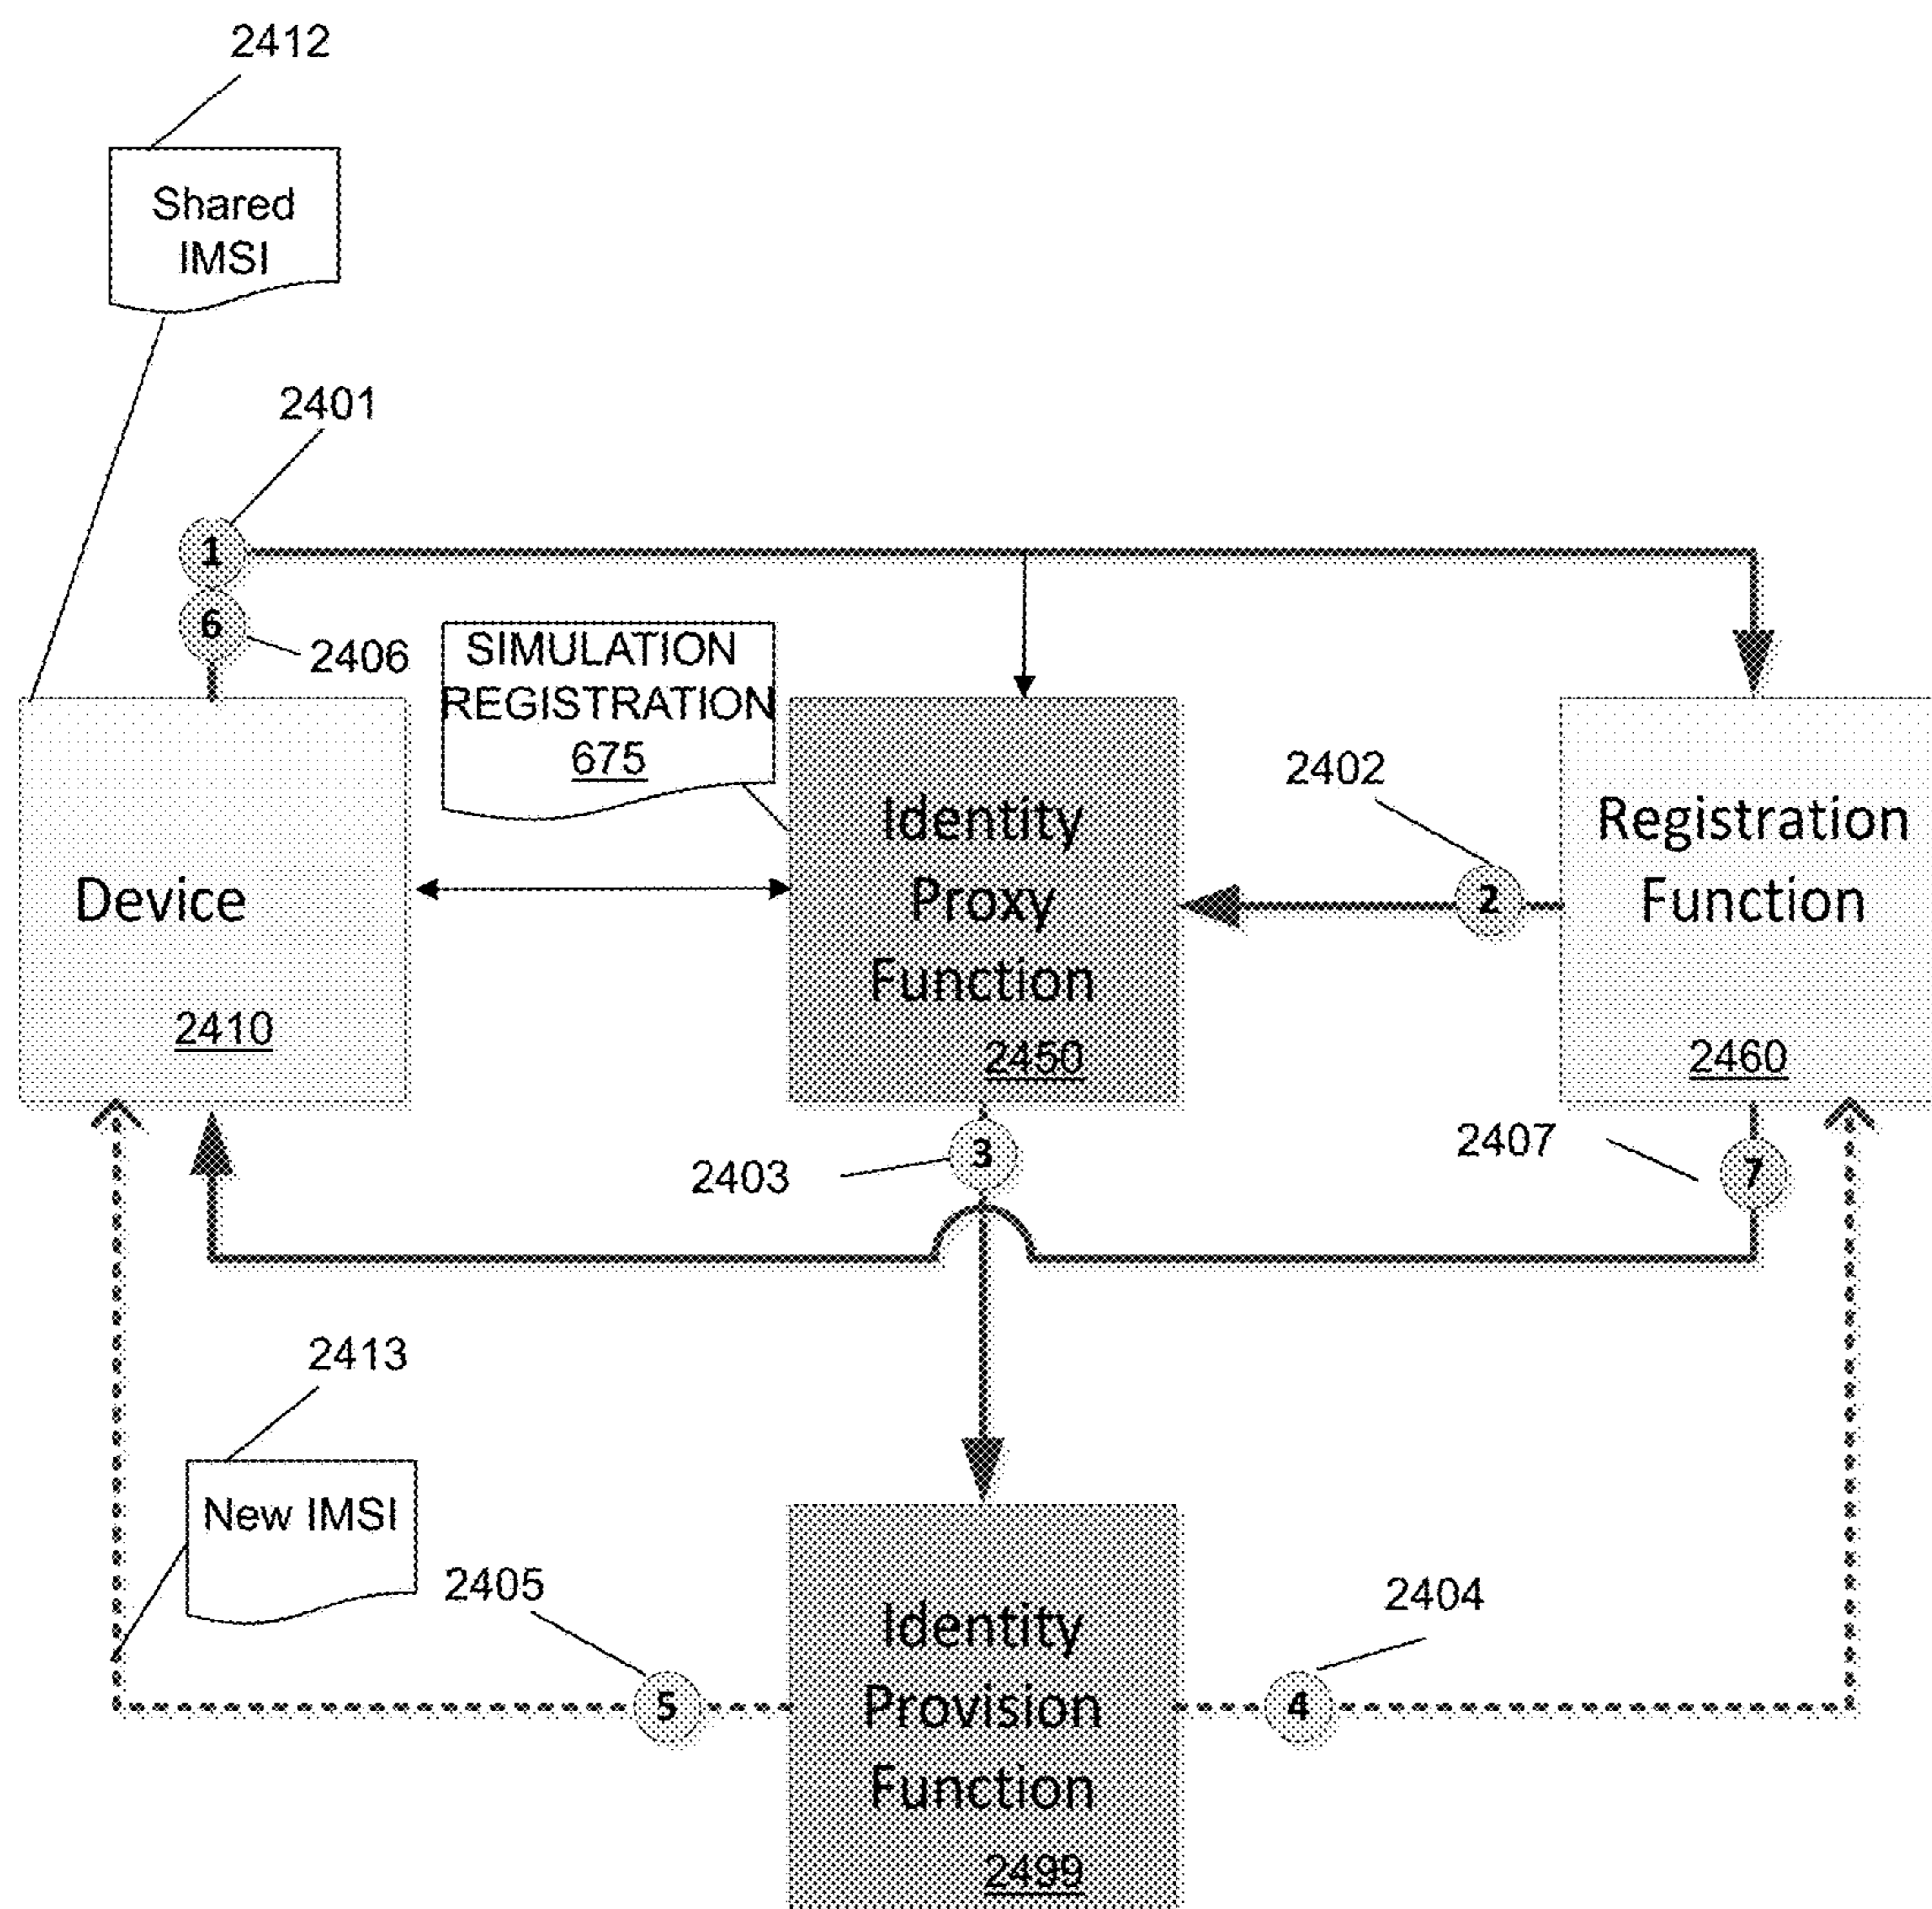 2412
Shared
IMSI
2401
1
6
2406
SIMULATION
REGISTRATION
675
Device
2410
Identity
Proxy
Function
2450
2402
2
Registration
Function
2460
2403
3
2407
7
2413
New IMSI
2405
5
Identity
Provision
Function
2499
2404
4